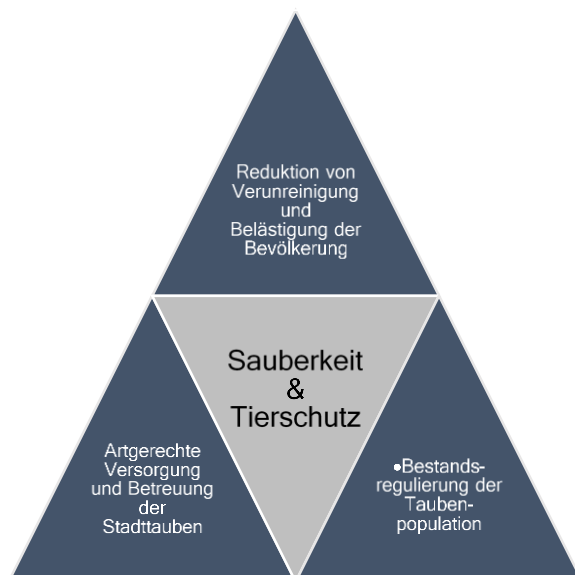 Reduktion von
Verunreinigung
und
Belästigung der
Bevölkerung
Sauberkeit
&
Tierschutz
Artgerechte
Versorgung
und Betreuung
der
Stadttauben
•Bestands-
regulierung der
Tauben-
population